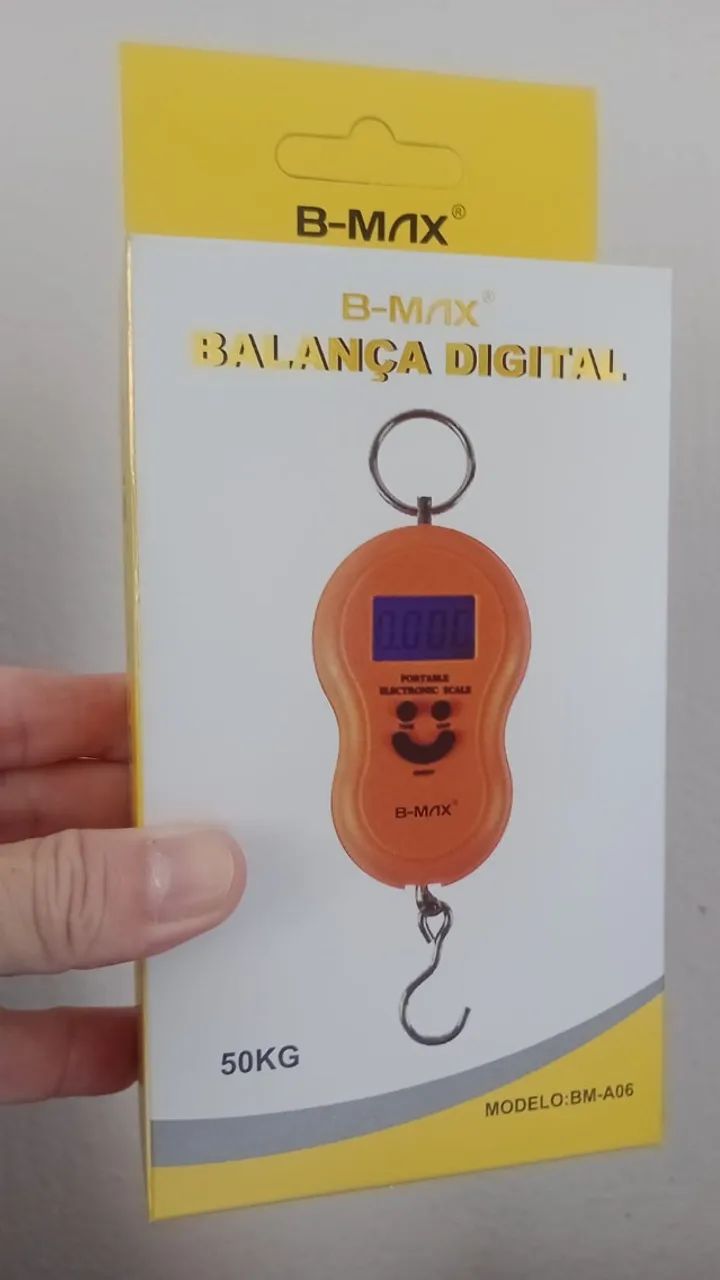 B-MAX®
B-MAX®
BALANÇA DIGITAL
0.000
PORTABLE
ELECTRONIC SCALE
B-MAX
50KG
MODELO:BM-A06